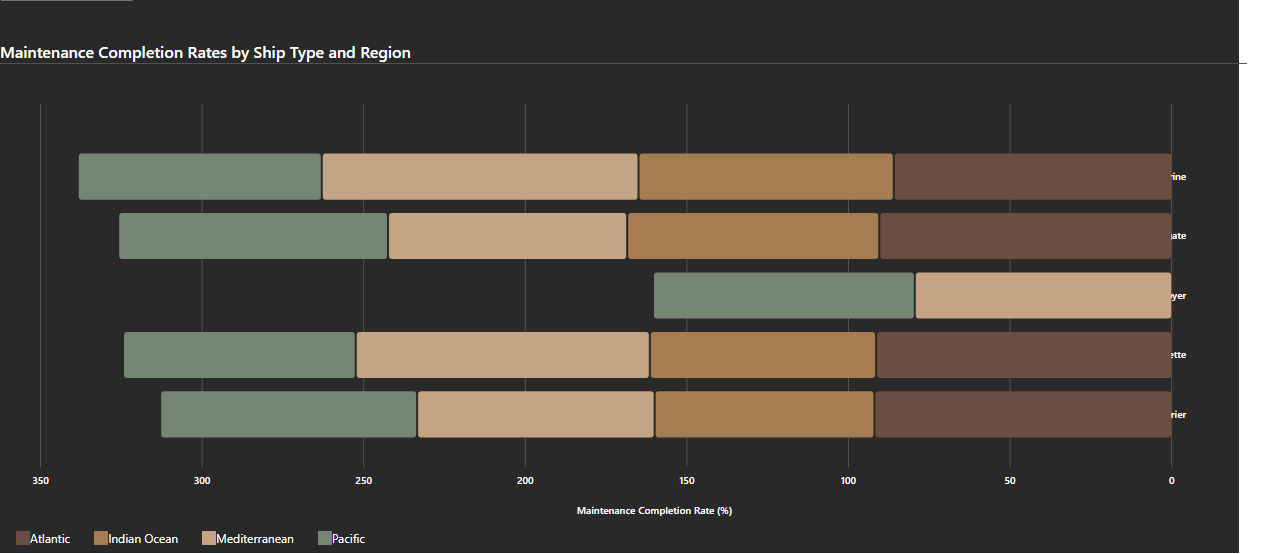 Maintenance Completion Rates by Ship Type and Region
rine
ate
yer
ette
rier
350 300 250 200 150 100 50 0
Maintenance Completion Rate (%)
Atlantic Indian Ocean Mediterranean Pacific